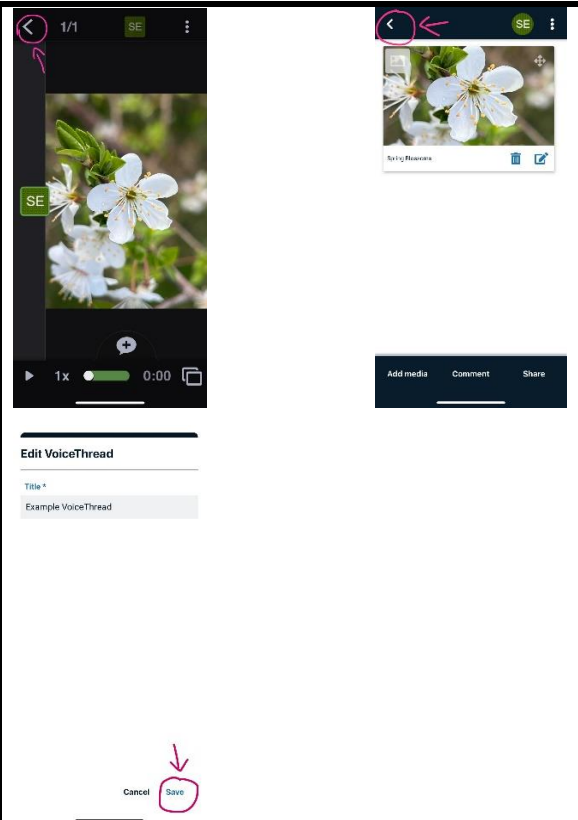 1/1 SE
SE
1x 0:00
SE
Spring Blossoms
Add media Comment Share
Edit VoiceThread
Title *
Example VoiceThread
Cancel Save